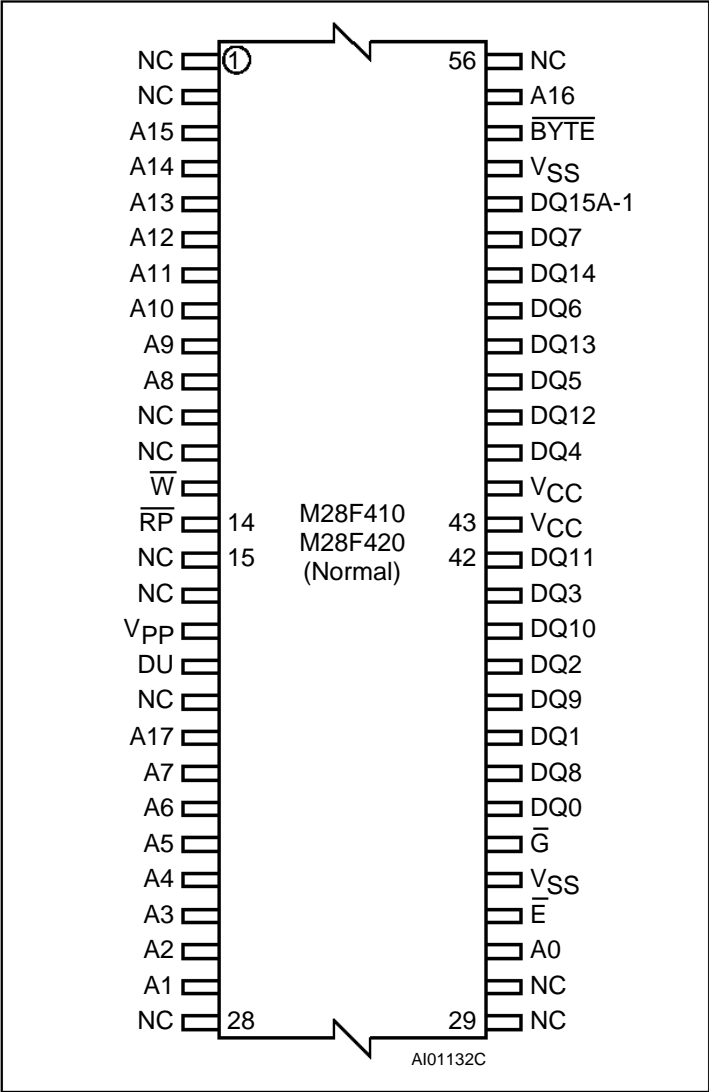 NC 1 56 NC
NC A16
A15 B̅Y̅T̅E̅
A14 VSS
A13 DQ15A-1
A12 DQ7
A11 DQ14
A10 DQ6
A9 DQ13
A8 DQ5
NC DQ12
NC DQ4
W̅ VCC
R̅P̅ 14 M28F410 43 VCC
M28F420
NC 15 (Normal) 42 DQ11
NC DQ3
VPP DQ10
DU DQ2
NC DQ9
A17 DQ1
A7 DQ8
A6 DQ0
A5 G̅
A4 VSS
A3 E̅
A2 A0
A1 NC
NC 28 29 NC
AI01132C